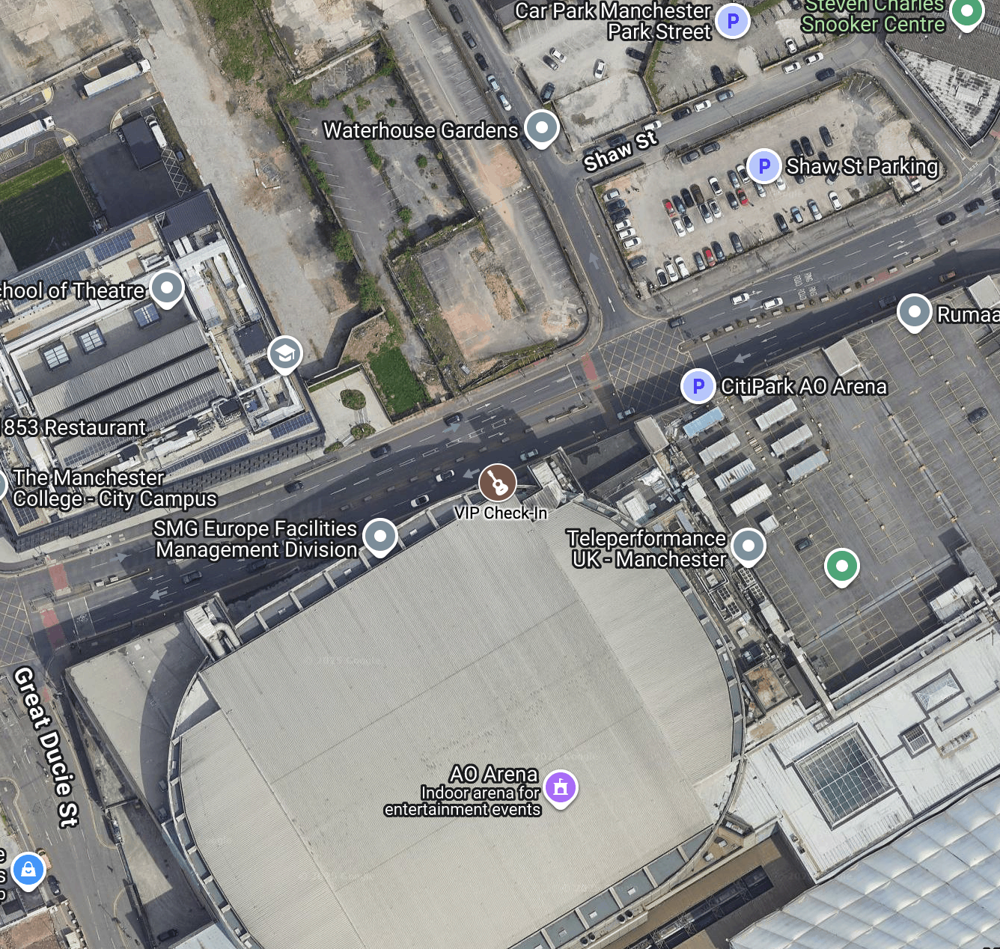 Car Park Manchester
Park Street
Steven Charles
Snooker Centre
Waterhouse Gardens
Shaw St
Shaw St Parking
chool of Theatre
Rumaa
CitiPark AO Arena
853 Restaurant
The Manchester
College - City Campus
VIP Check-In
SMG Europe Facilities
Management Division
Teleperformance
UK - Manchester
Great Ducie St
AO Arena
Indoor arena for
entertainment events